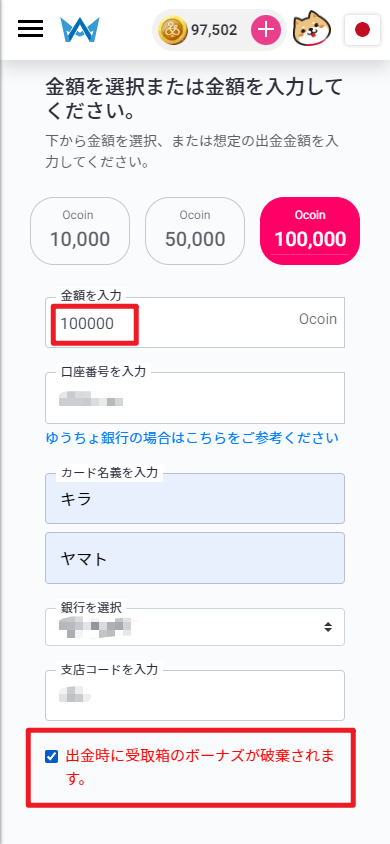 97,502
金額を選択または金額を入力して
ください。
下から金額を選択、または想定の出金金額を入
力してください。
Ocoin
10,000
Ocoin
50,000
Ocoin
100,000
金額を入力
100000
Ocoin
口座番号を入力
ゆうちょ銀行の場合はこちらをご参考ください
カード名義を入力
キラ
ヤマト
銀行を選択
支店コードを入力
出金時に受取箱のボーナズが破棄されま
す。